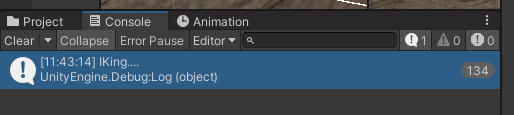 Project Console Animation
Clear Collapse Error Pause Editor 1 0 0
[11:43:14] IKing....
UnityEngine.Debug:Log (object)
134